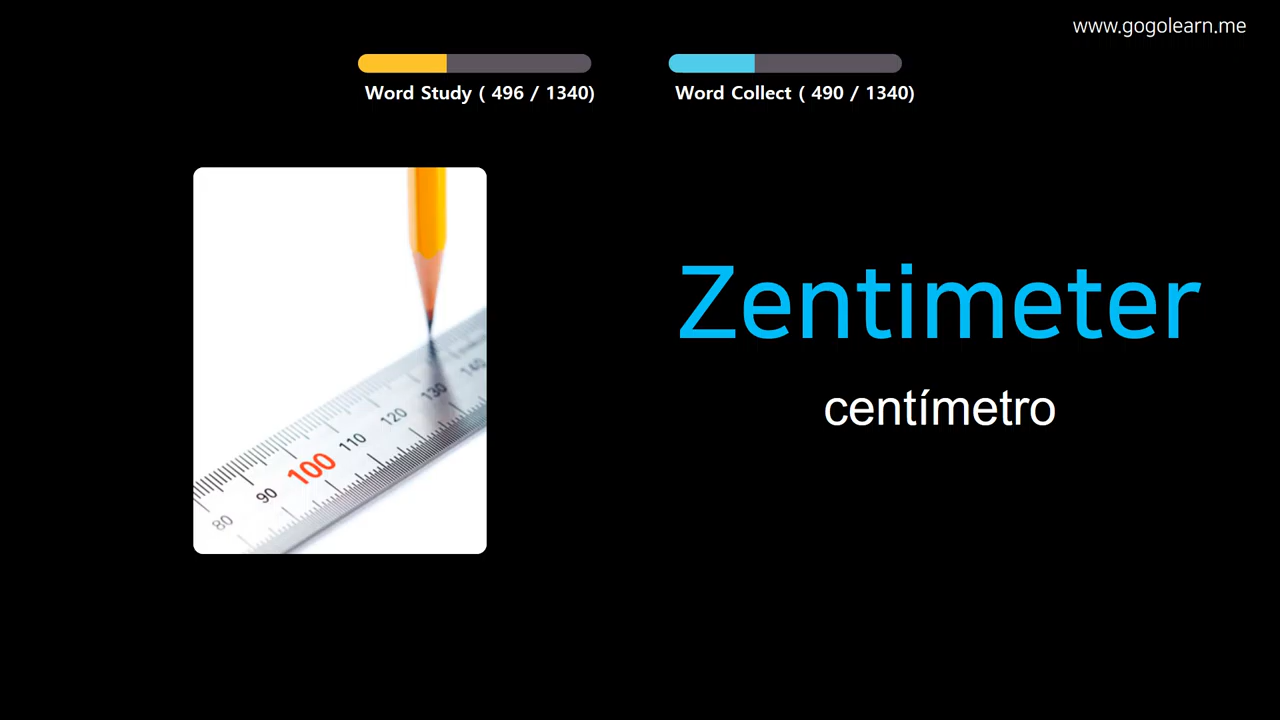 www.gogolearn.me
Word Study ( 496 / 1340)
Word Collect ( 490 / 1340)
Zentimeter
centímetro
80
90
100
110
120
130
140